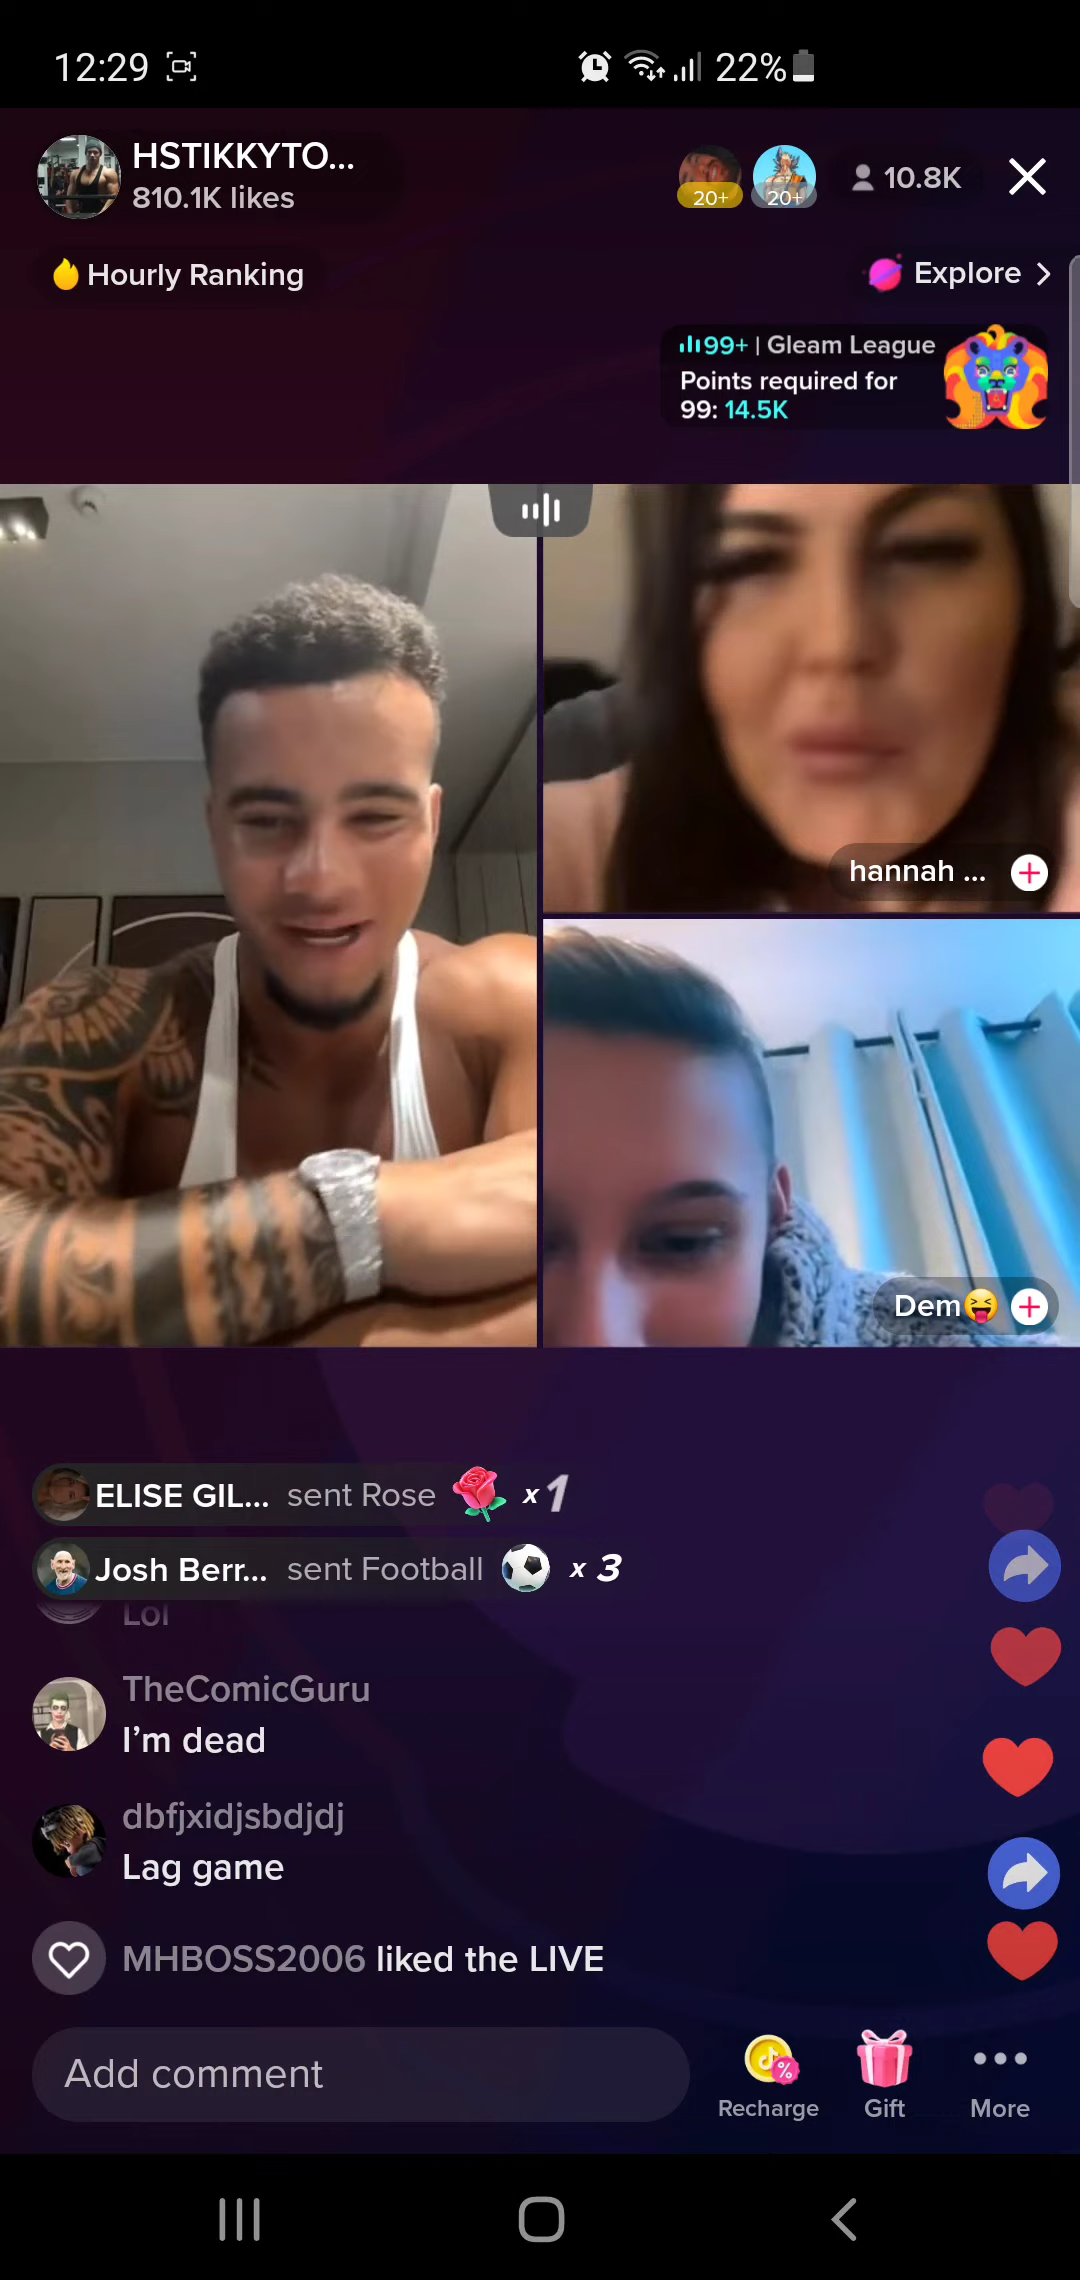 12:29
22%
HSTIKKYTO...
810.1K likes
20+
20+
10.8K
Hourly Ranking
Explore >
99+ | Gleam League
Points required for
99: 14.5K
hannah ...
Dem😝
ELISE GIL... sent Rose x 1
Josh Berr... sent Football x 3
Lol
TheComicGuru
I'm dead
dbfjxidjsbdjdj
Lag game
MHBOSS2006 liked the LIVE
Add comment
%
Recharge
Gift
More